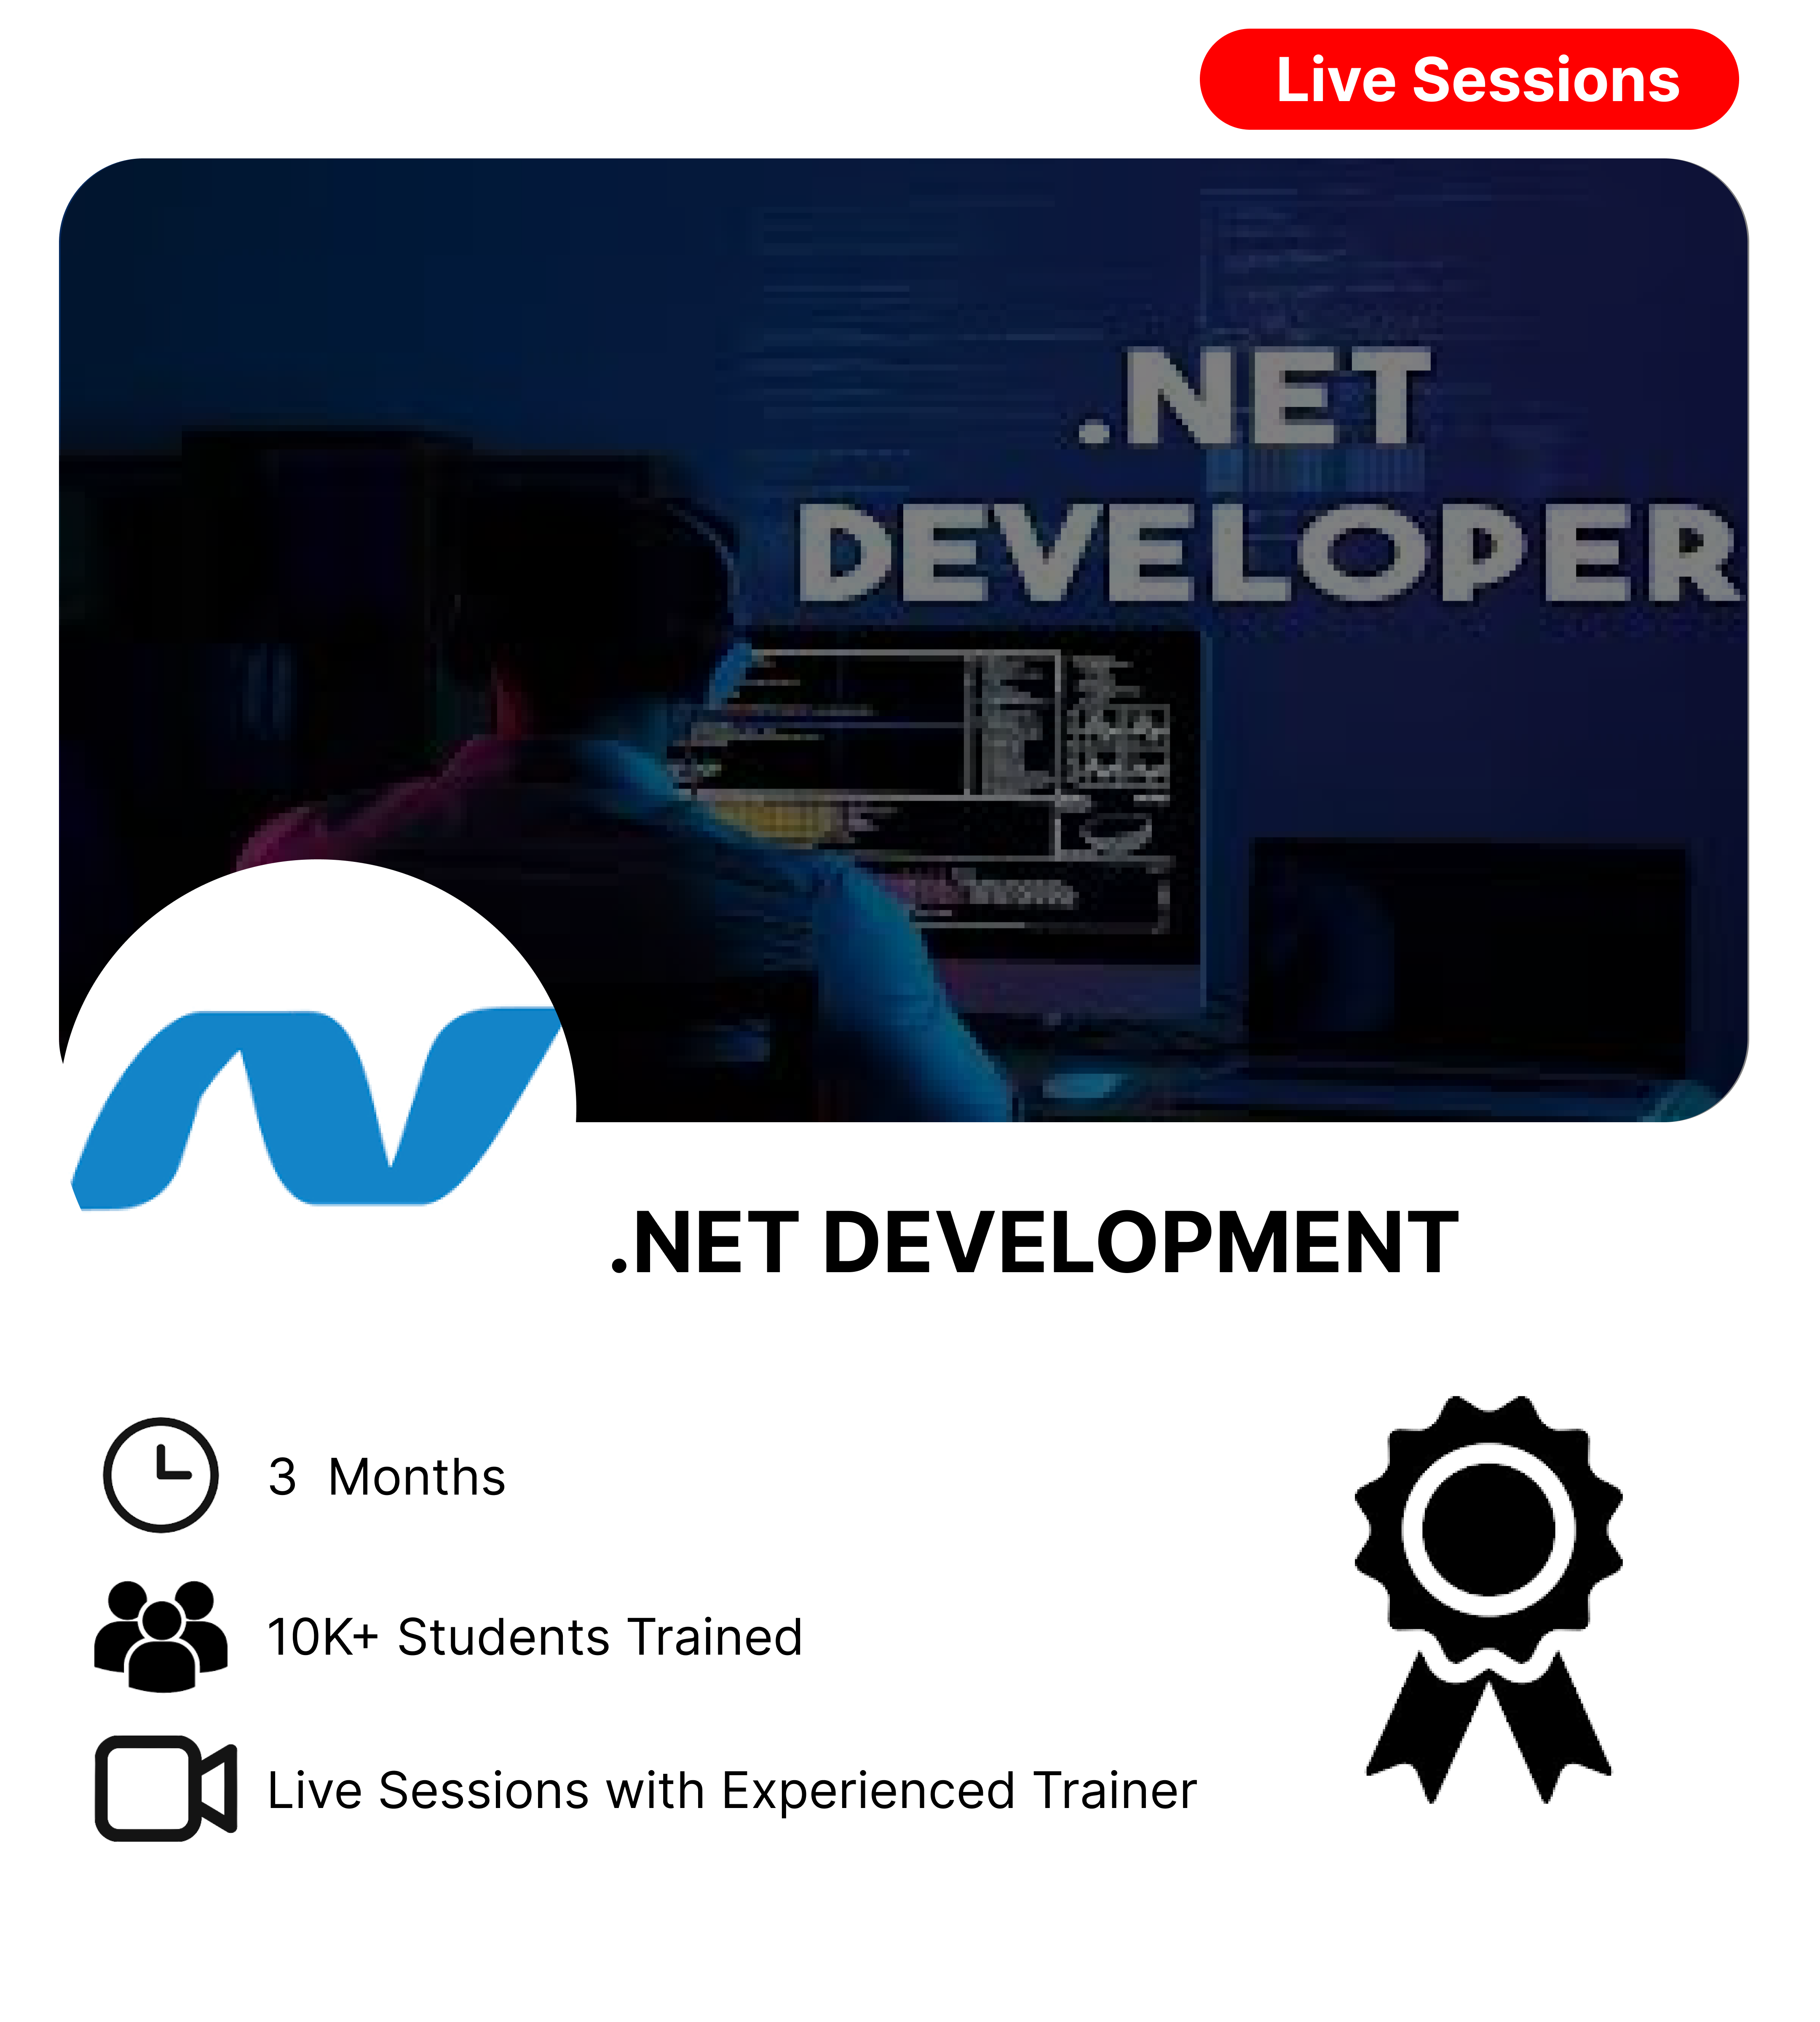 Live Sessions
.NET
DEVELOPER
.NET DEVELOPMENT
3 Months
10K+ Students Trained
Live Sessions with Experienced Trainer